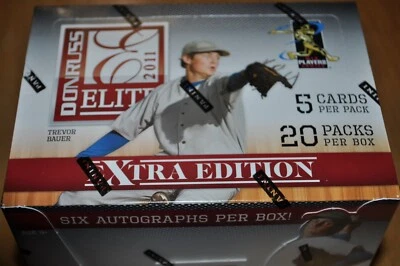 DONRUSS
ELITE
2011
PLAYERS
5 CARDS
PER PACK
20 PACKS
PER BOX
TREVOR
BAUER
EXTRA EDITION
SIX AUTOGRAPHS PER BOX!